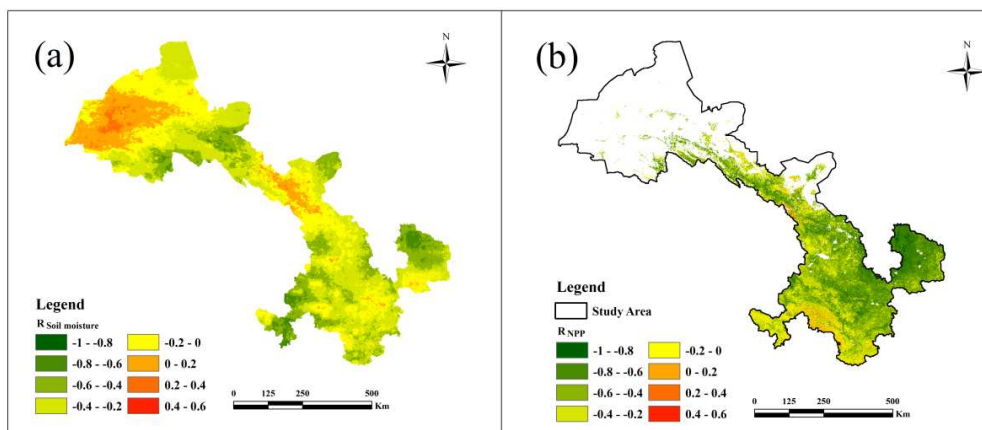 (a)
N
Legend
R Soil moisture
-1 - -0.8
-0.8 - -0.6
-0.6 - -0.4
-0.4 - -0.2
-0.2 - 0
0 - 0.2
0.2 - 0.4
0.4 - 0.6
0 125 250 500
Km
(b)
N
Legend
Study Area
R NPP
-1 - -0.8
-0.8 - -0.6
-0.6 - -0.4
-0.4 - -0.2
-0.2 - 0
0 - 0.2
0.2 - 0.4
0.4 - 0.6
0 125 250 500
Km